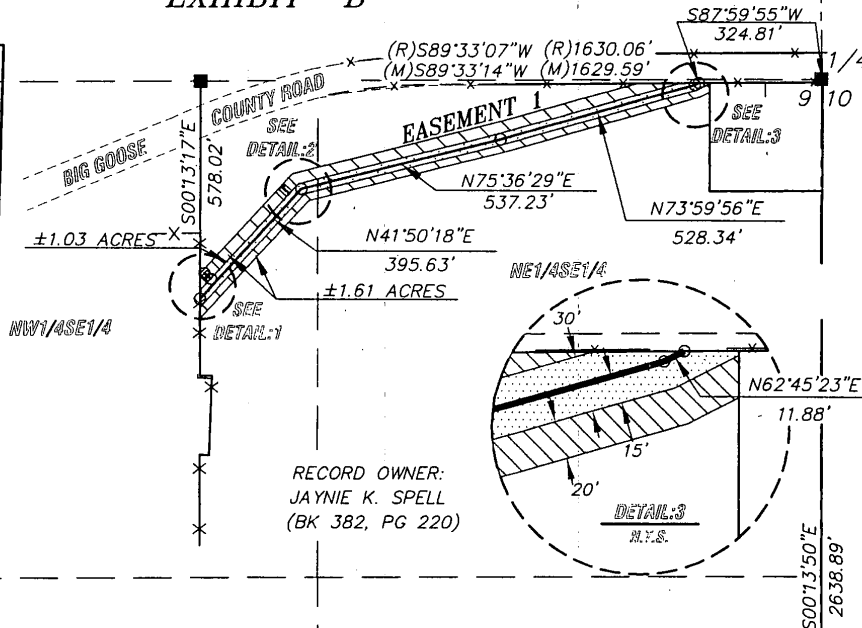 EXHIBIT "B"
S87°59'55"W
324.81'
(R)S89°33'07"W (R)1630.06'
(M)S89°33'14"W (M)1629.59'
1/4
9 10
COUNTY ROAD
BIG GOOSE
SEE
DETAIL:2
EASEMENT 1
SEE
DETAIL:3
S00°13'17"E
578.02'
N75°36'29"E
537.23'
N73°59'56"E
528.34'
±1.03 ACRES
N41°50'18"E
395.63'
NE1/4SE1/4
±1.61 ACRES
SEE
DETAIL:1
NW1/4SE1/4
30'
N62°45'23"E
11.88'
15'
20'
RECORD OWNER:
JAYNIE K. SPELL
(BK 382, PG 220)
DETAIL:3
N.T.S.
S00°13'50"E
2638.89'